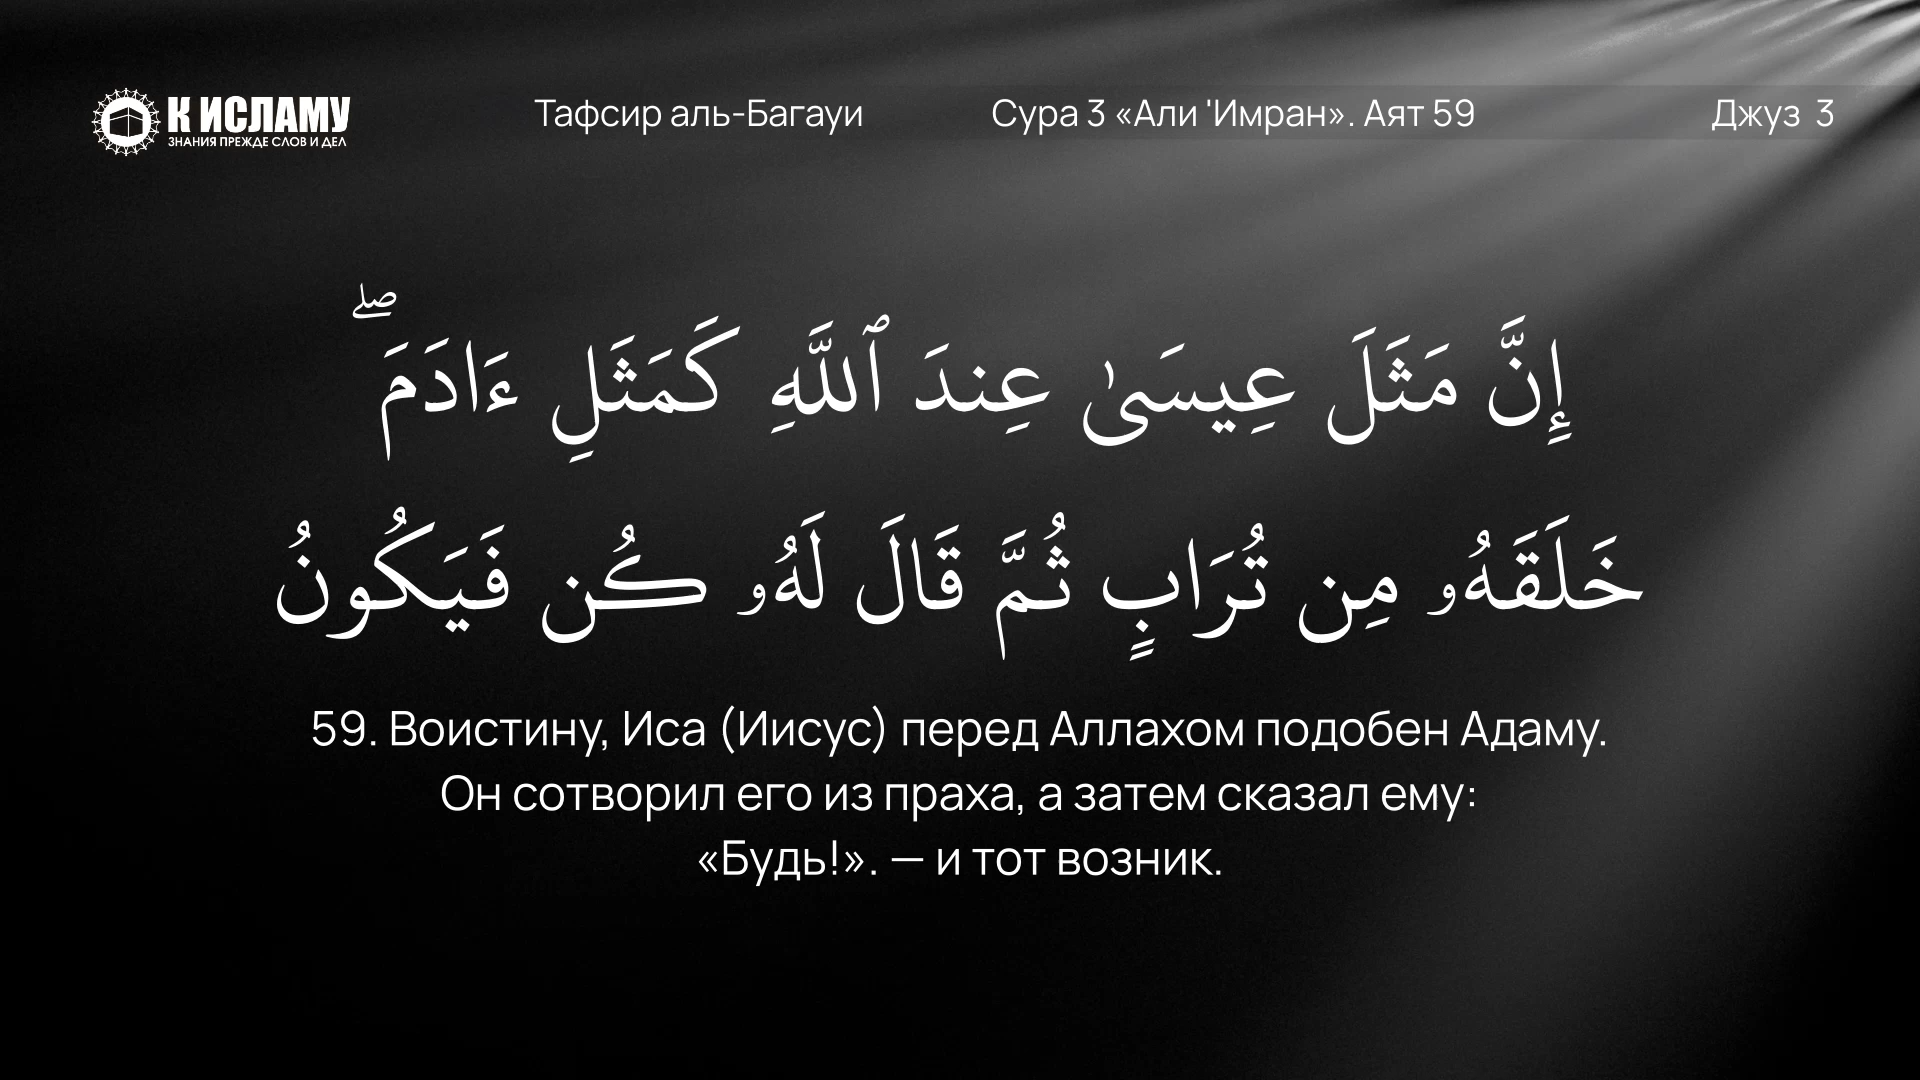 К ИСЛАМУ
ЗНАНИЯ ПРЕЖДЕ СЛОВ И ДЕЛ
Тафсир аль-Багауи
Сура 3 «Али 'Имран». Аят 59
Джуз 3
إِنَّ مَثَلَ عِيسَىٰ عِندَ ٱللَّهِ كَمَثَلِ ءَادَمَ ۖ
خَلَقَهُۥ مِن تُرَابٍ ثُمَّ قَالَ لَهُۥ كُن فَيَكُونُ
59. Воистину, Иса (Иисус) перед Аллахом подобен Адаму.
Он сотворил его из праха, а затем сказал ему:
«Будь!». — и тот возник.